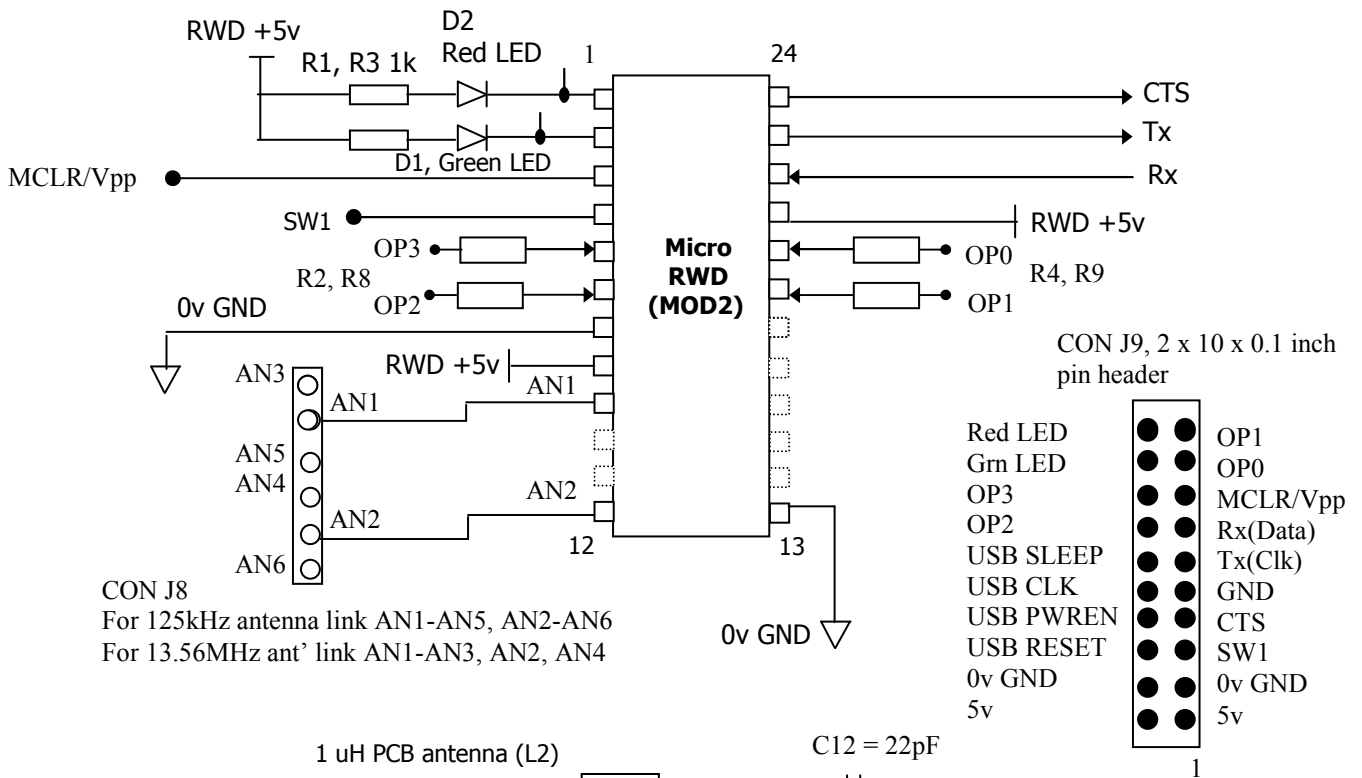 RWD +5v
D2
Red LED
R1, R3 1k
1
24
CTS
Tx
D1, Green LED
MCLR/Vpp
Rx
SW1
RWD +5v
OP3
Micro
RWD
(MOD2)
OP0
R2, R8
R4, R9
OP2
OP1
0v GND
RWD +5v
AN3
AN1
AN1
AN5
AN4
AN2
AN2
AN6
12
13
CON J8
For 125kHz antenna link AN1-AN5, AN2-AN6
For 13.56MHz ant' link AN1-AN3, AN2, AN4
0v GND
CON J9, 2 x 10 x 0.1 inch
pin header
Red LED
Grn LED
OP3
OP2
USB SLEEP
USB CLK
USB PWREN
USB RESET
0v GND
5v
OP1
OP0
MCLR/Vpp
Rx(Data)
Tx(Clk)
GND
CTS
SW1
0v GND
5v
1
1 uH PCB antenna (L2)
C12 = 22pF